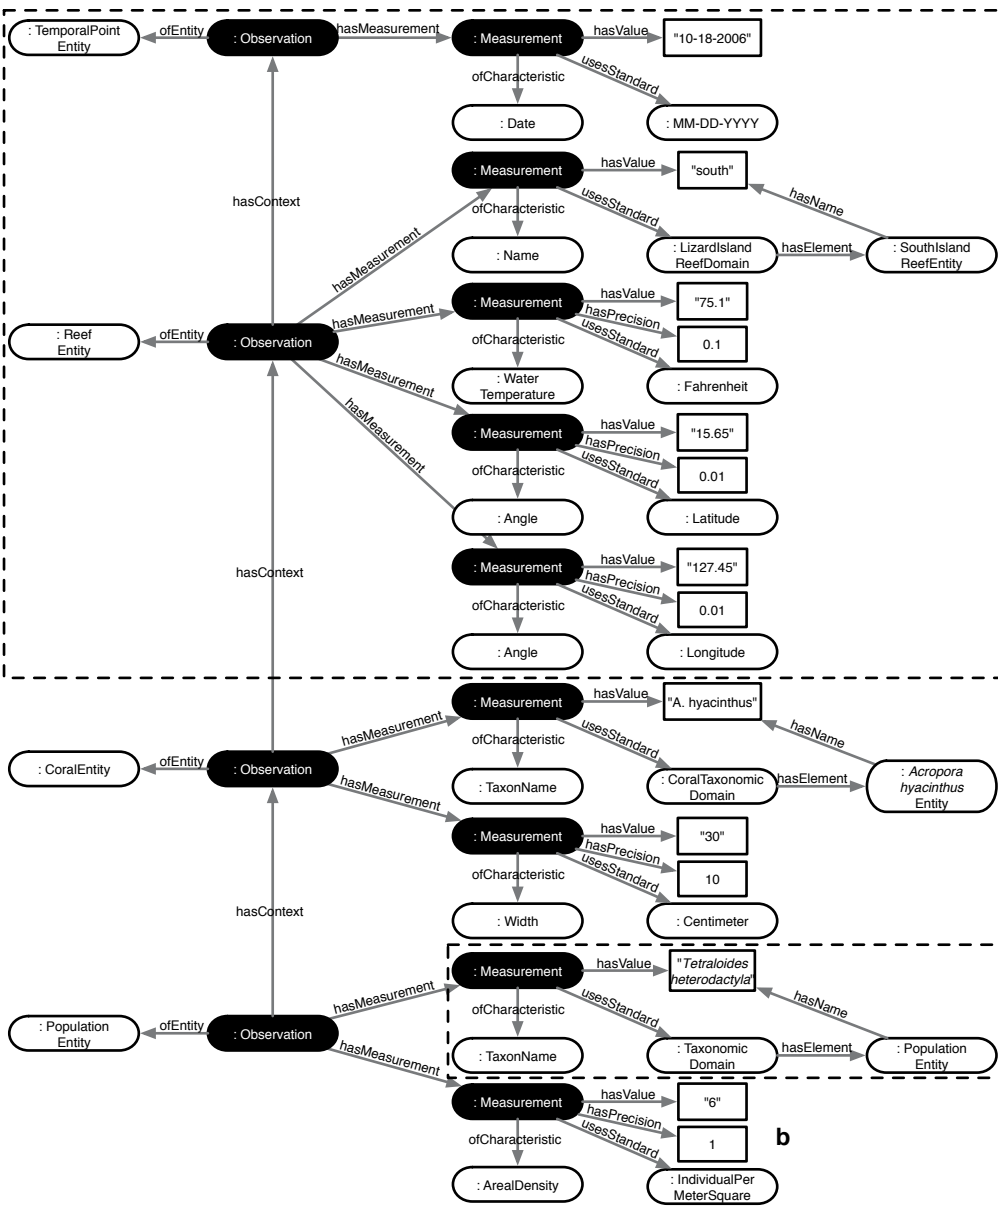 : TemporalPoint
Entity
ofEntity
: Observation
hasMeasurement
: Measurement
hasValue
"10-18-2006"
ofCharacteristic
usesStandard
: Date
: MM-DD-YYYY
hasContext
: Measurement
hasValue
"south"
ofCharacteristic
usesStandard
hasName
hasMeasurement
: Name
: LizardIsland
ReefDomain
hasElement
: SouthIsland
ReefEntity
: Reef
Entity
ofEntity
: Observation
hasMeasurement
: Measurement
hasValue
"75.1"
hasPrecision
0.1
ofCharacteristic
usesStandard
: Water
Temperature
: Fahrenheit
hasMeasurement
: Measurement
hasValue
"15.65"
hasPrecision
0.01
ofCharacteristic
usesStandard
: Angle
: Latitude
hasMeasurement
: Measurement
hasValue
"127.45"
hasPrecision
0.01
ofCharacteristic
usesStandard
: Angle
: Longitude
hasContext
: CoralEntity
ofEntity
: Observation
hasMeasurement
: Measurement
hasValue
"A. hyacinthus"
ofCharacteristic
usesStandard
hasName
: TaxonName
: CoralTaxonomic
Domain
hasElement
: Acropora
hyacinthus
Entity
hasMeasurement
: Measurement
hasValue
"30"
hasPrecision
10
ofCharacteristic
usesStandard
: Width
: Centimeter
hasContext
: Population
Entity
ofEntity
: Observation
hasMeasurement
: Measurement
hasValue
"Tetraloides
heterodactyla"
ofCharacteristic
usesStandard
hasName
: TaxonName
: Taxonomic
Domain
hasElement
: Population
Entity
hasMeasurement
: Measurement
hasValue
"6"
hasPrecision
1
ofCharacteristic
usesStandard
: ArealDensity
: IndividualPer
MeterSquare
b